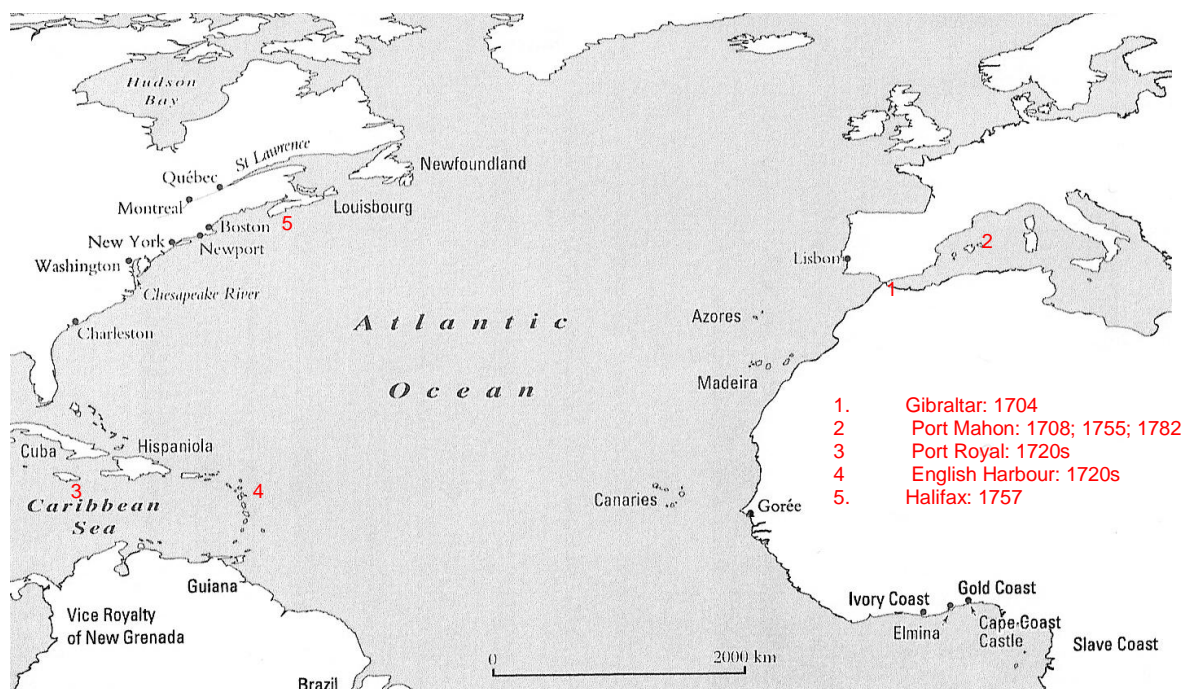 Hudson
Bay
St Lawrence
Newfoundland
Québec
Montreal
Louisbourg
5
Boston
New York
Newport
Washington
Chesapeake River
Charleston
Lisbon
2
1
Azores
Atlantic
Ocean
Madeira
1. Gibraltar: 1704
2 Port Mahon: 1708; 1755; 1782
3 Port Royal: 1720s
4 English Harbour: 1720s
5. Halifax: 1757
Cuba
Hispaniola
3
4
Caribbean
Sea
Canaries
Gorée
Guiana
Vice Royalty
of New Grenada
Brazil
Ivory Coast
Gold Coast
Elmina
Cape Coast
Castle
Slave Coast
0 2000 km